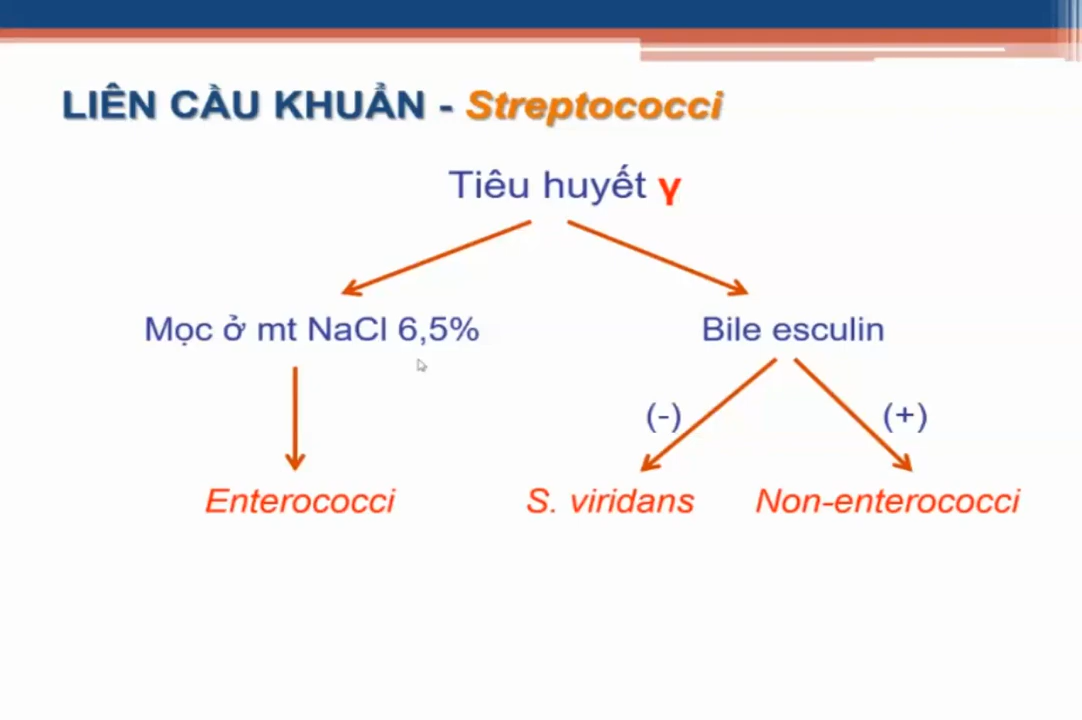 LIÊN CẦU KHUẨN - Streptococci
Tiêu huyết γ
Mọc ở mt NaCl 6,5%
Bile esculin
(-)
(+)
Enterococci
S. viridans
Non-enterococci